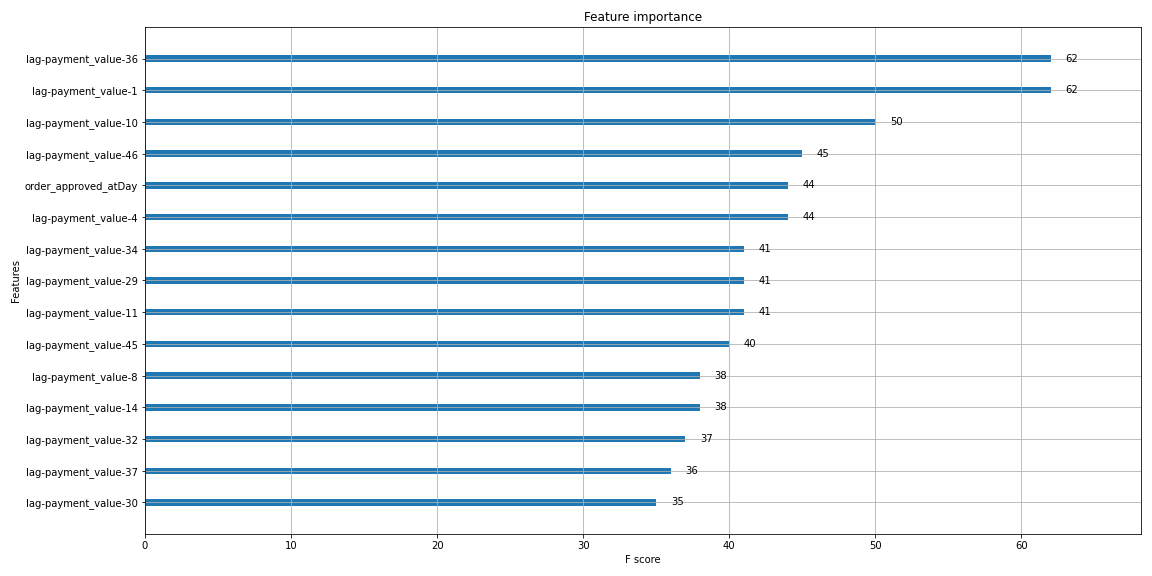 Feature importance
Features
lag-payment_value-36 62
lag-payment_value-1 62
lag-payment_value-10 50
lag-payment_value-46 45
order_approved_atDay 44
lag-payment_value-4 44
lag-payment_value-34 41
lag-payment_value-29 41
lag-payment_value-11 41
lag-payment_value-45 40
lag-payment_value-8 38
lag-payment_value-14 38
lag-payment_value-32 37
lag-payment_value-37 36
lag-payment_value-30 35
0 10 20 30 40 50 60
F score